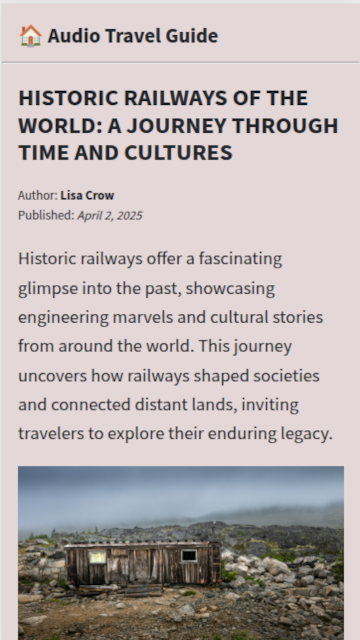 Audio Travel Guide
HISTORIC RAILWAYS OF THE
WORLD: A JOURNEY THROUGH
TIME AND CULTURES
Author: Lisa Crow
Published: April 2, 2025
Historic railways offer a fascinating
glimpse into the past, showcasing
engineering marvels and cultural stories
from around the world. This journey
uncovers how railways shaped societies
and connected distant lands, inviting
travelers to explore their enduring legacy.